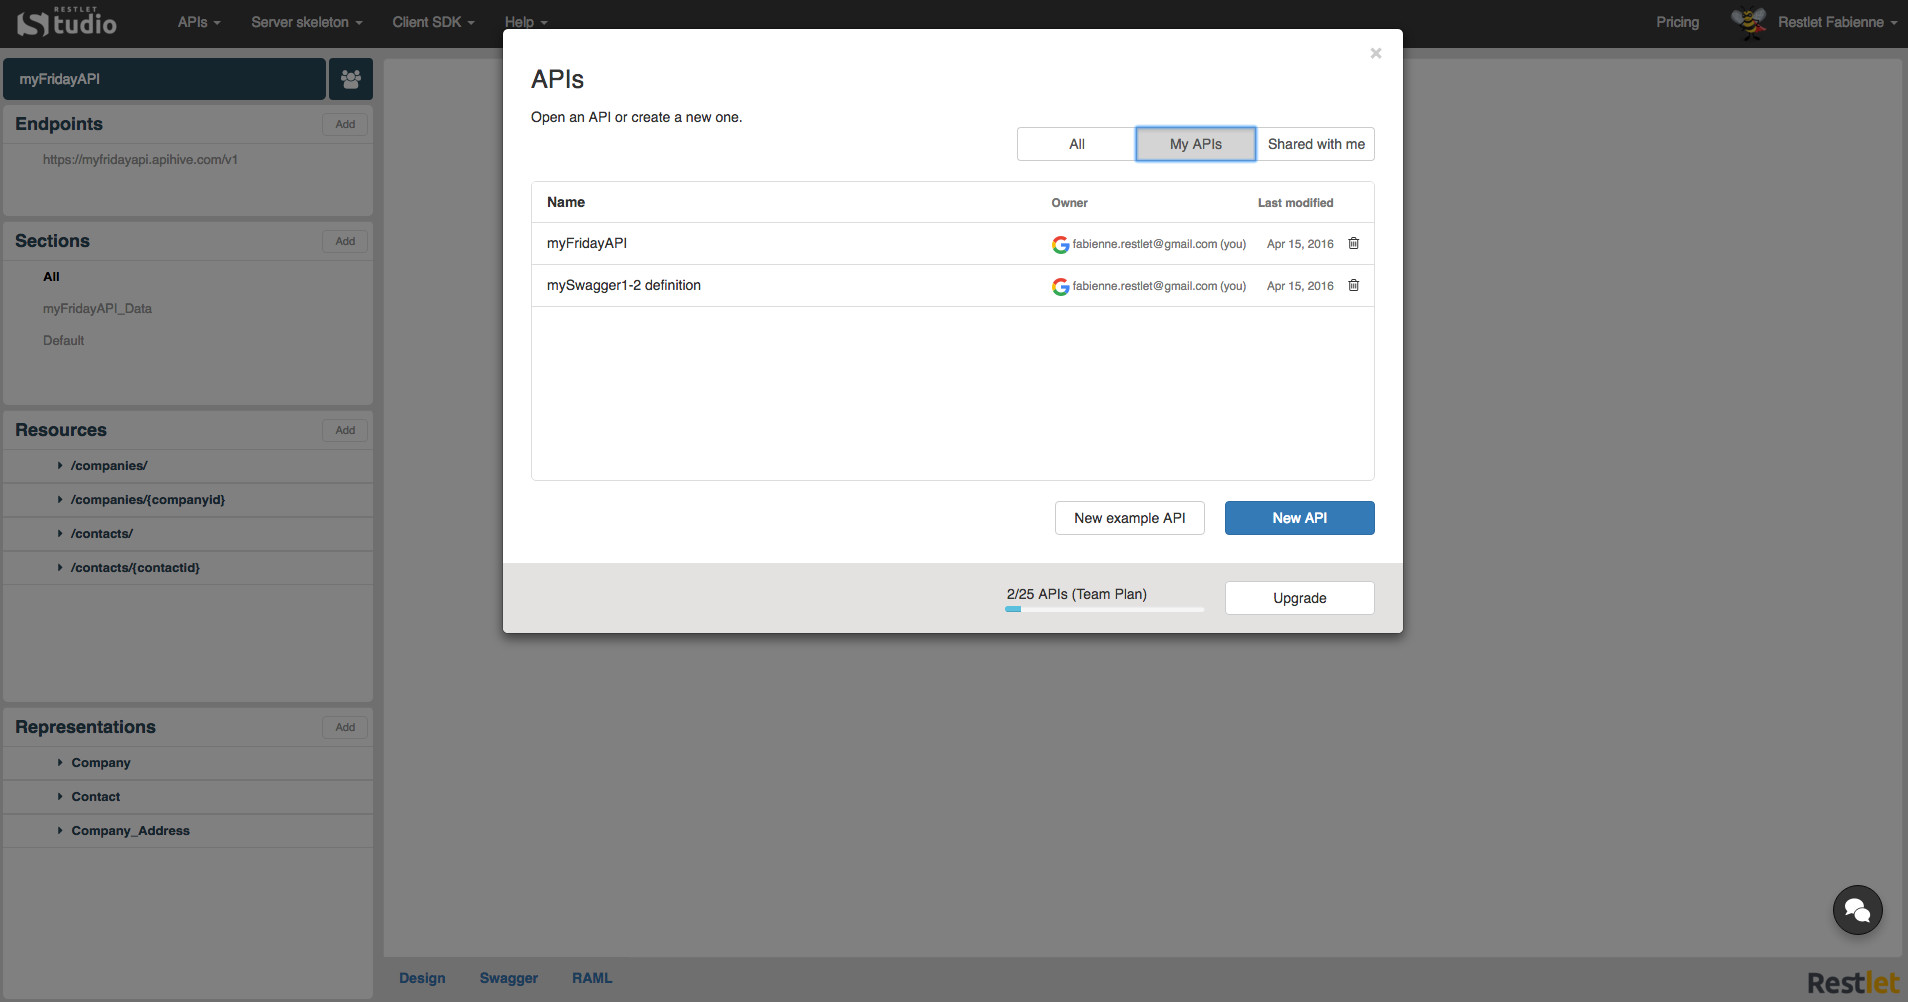 RESTLET
Studio
APIs
Server skeleton
Client SDK
Help
Pricing
Restlet Fabienne
myFridayAPI
Endpoints
Add
https://myfridayapi.apihive.com/v1
Sections
Add
All
myFridayAPI_Data
Default
Resources
Add
/companies/
/companies/{companyid}
/contacts/
/contacts/{contactid}
Representations
Add
Company
Contact
Company_Address
×
APIs
Open an API or create a new one.
All
My APIs
Shared with me
Name Owner Last modified
myFridayAPI fabienne.restlet@gmail.com (you) Apr 15, 2016
mySwagger1-2 definition fabienne.restlet@gmail.com (you) Apr 15, 2016
New example API
New API
2/25 APIs (Team Plan)
Upgrade
Design
Swagger
RAML
Restlet